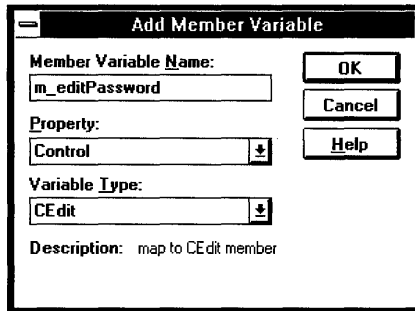 Add Member Variable
Member Variable Name:
m_editPassword
Property:
Control
Variable Type:
CEdit
Description: map to CEdit member
OK
Cancel
Help